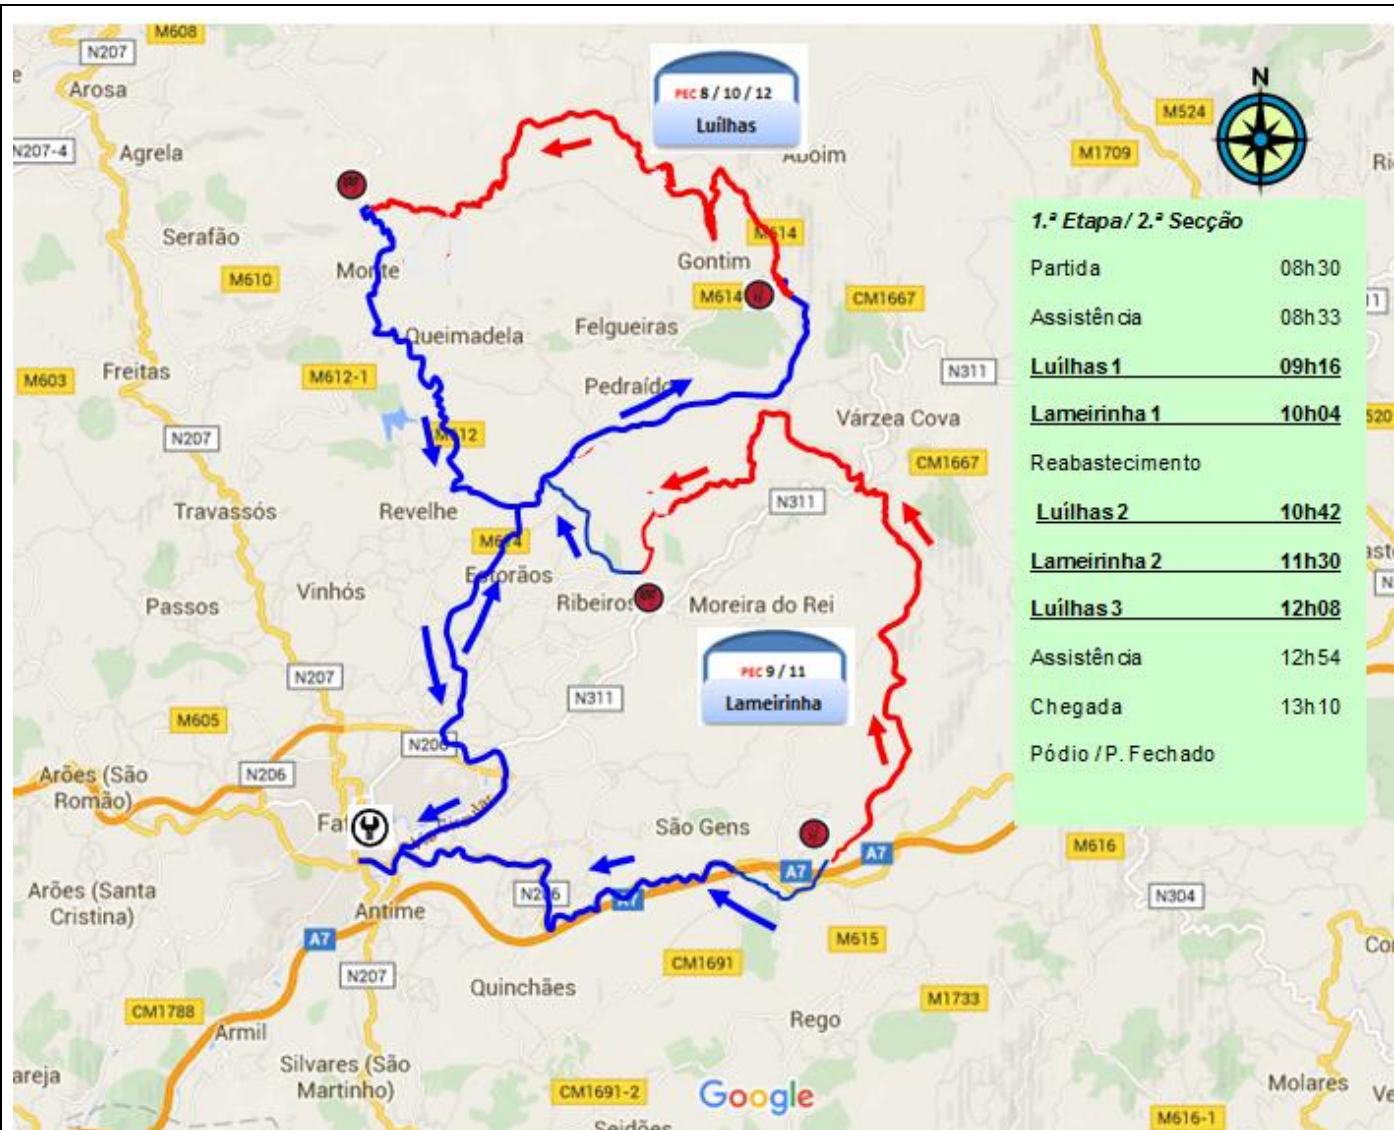 M608
N207
Arosa
N207-4
Agrela
PEC 8 / 10 / 12
Luílhas
Aboim
N
M524
M1709
Serafão
Monte
M610
M614
Gontim
M614
CM1667
Queimadela
Felgueiras
N311
M603
Freitas
M612-1
Pedraído
Várzea Cova
N207
M612
CM1667
Travassós
Revelhe
N311
M614
Estorãos
Vinhós
Passos
Ribeiros
Moreira do Rei
PEC 9 / 11
Lameirinha
N207
N311
M605
N206
N206
Arões (São
Romão)
São Gens
A7
A7
M616
Arões (Santa
Cristina)
N206
A7
N304
Antime
A7
M615
N207
CM1691
Quinchães
M1733
CM1788
Armil
Rego
Silvares (São
Martinho)
CM1691-2
Google
Molares
M616-1
Seidões
1.ª Etapa / 2.ª Secção
Partida 08h30
Assistência 08h33
Luílhas 1 09h16
Lameirinha 1 10h04
Reabastecimento
Luílhas 2 10h42
Lameirinha 2 11h30
Luílhas 3 12h08
Assistência 12h54
Chegada 13h10
Pódio / P. Fechado